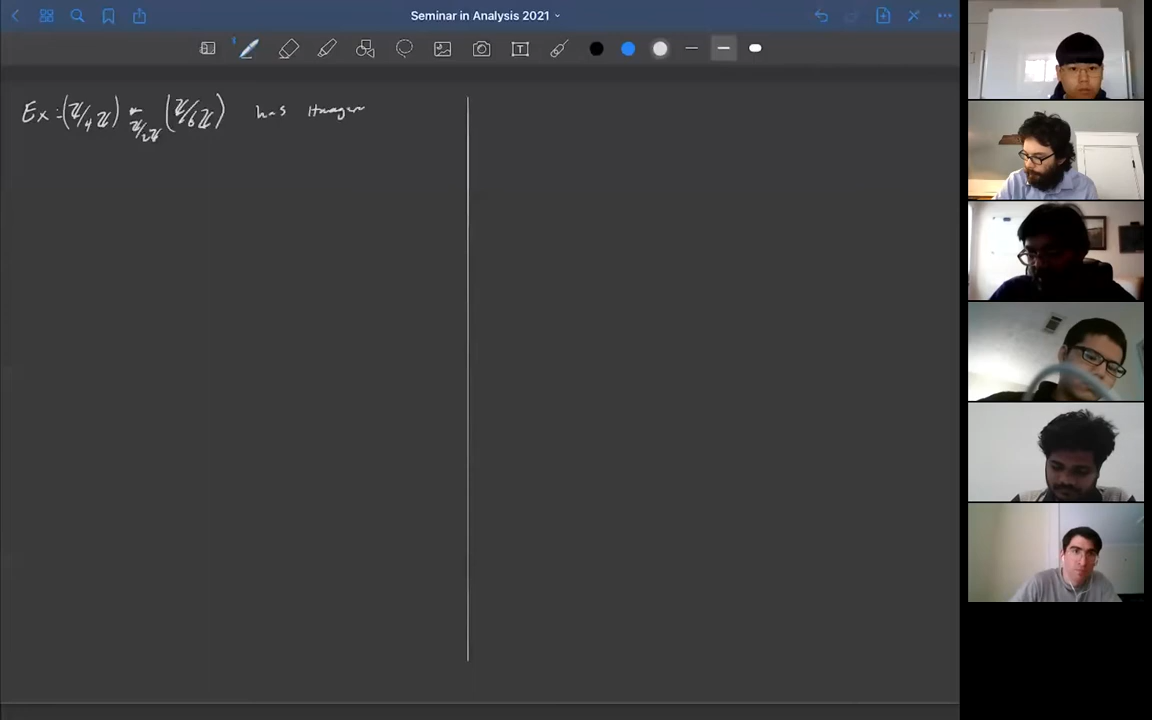 Seminar in Analysis 2021
Ex: (ℤ/4ℤ) *_{ℤ/2ℤ} (ℤ/6ℤ) has Haagerup